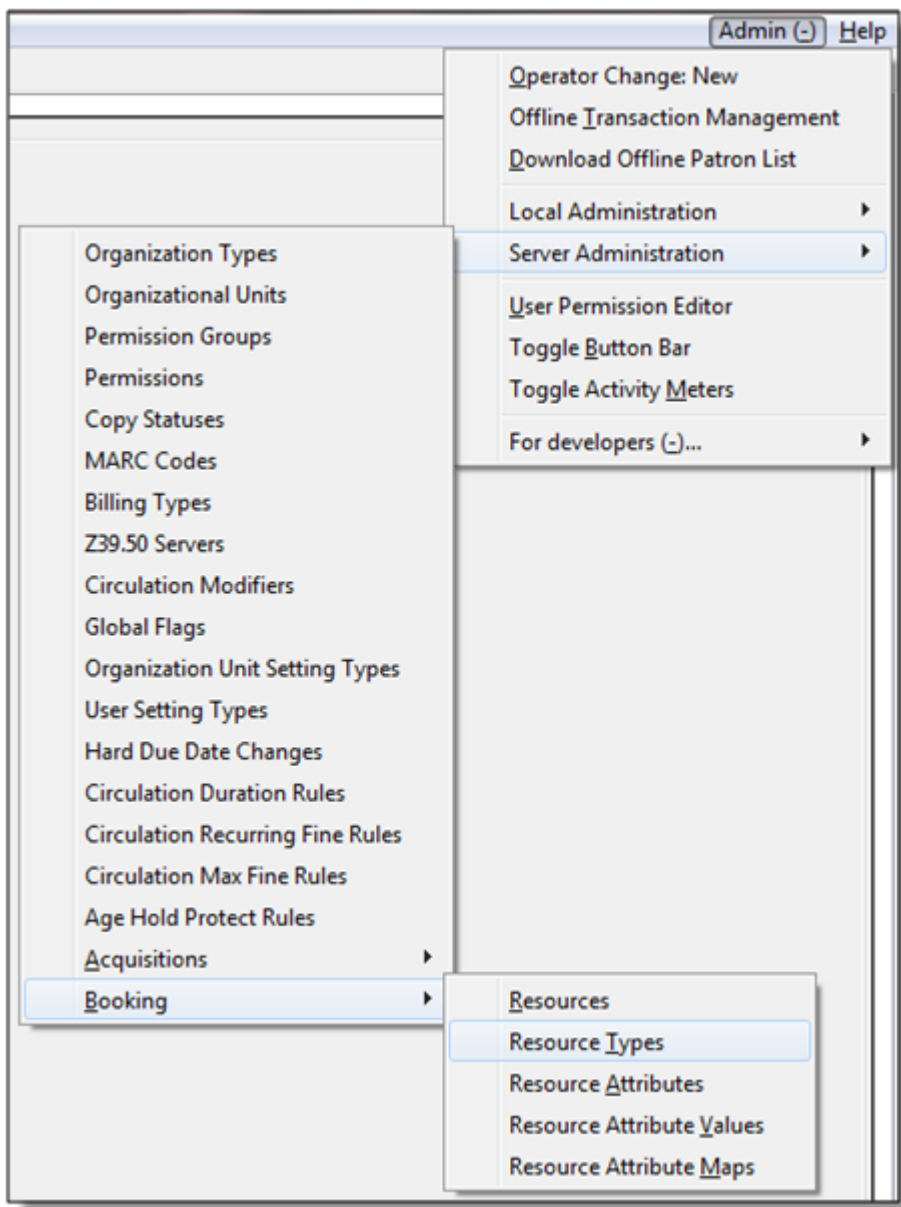 Admin (-) Help
Operator Change: New
Offline Transaction Management
Download Offline Patron List
Local Administration
Server Administration
User Permission Editor
Toggle Button Bar
Toggle Activity Meters
For developers (-)...
Organization Types
Organizational Units
Permission Groups
Permissions
Copy Statuses
MARC Codes
Billing Types
Z39.50 Servers
Circulation Modifiers
Global Flags
Organization Unit Setting Types
User Setting Types
Hard Due Date Changes
Circulation Duration Rules
Circulation Recurring Fine Rules
Circulation Max Fine Rules
Age Hold Protect Rules
Acquisitions
Booking
Resources
Resource Types
Resource Attributes
Resource Attribute Values
Resource Attribute Maps